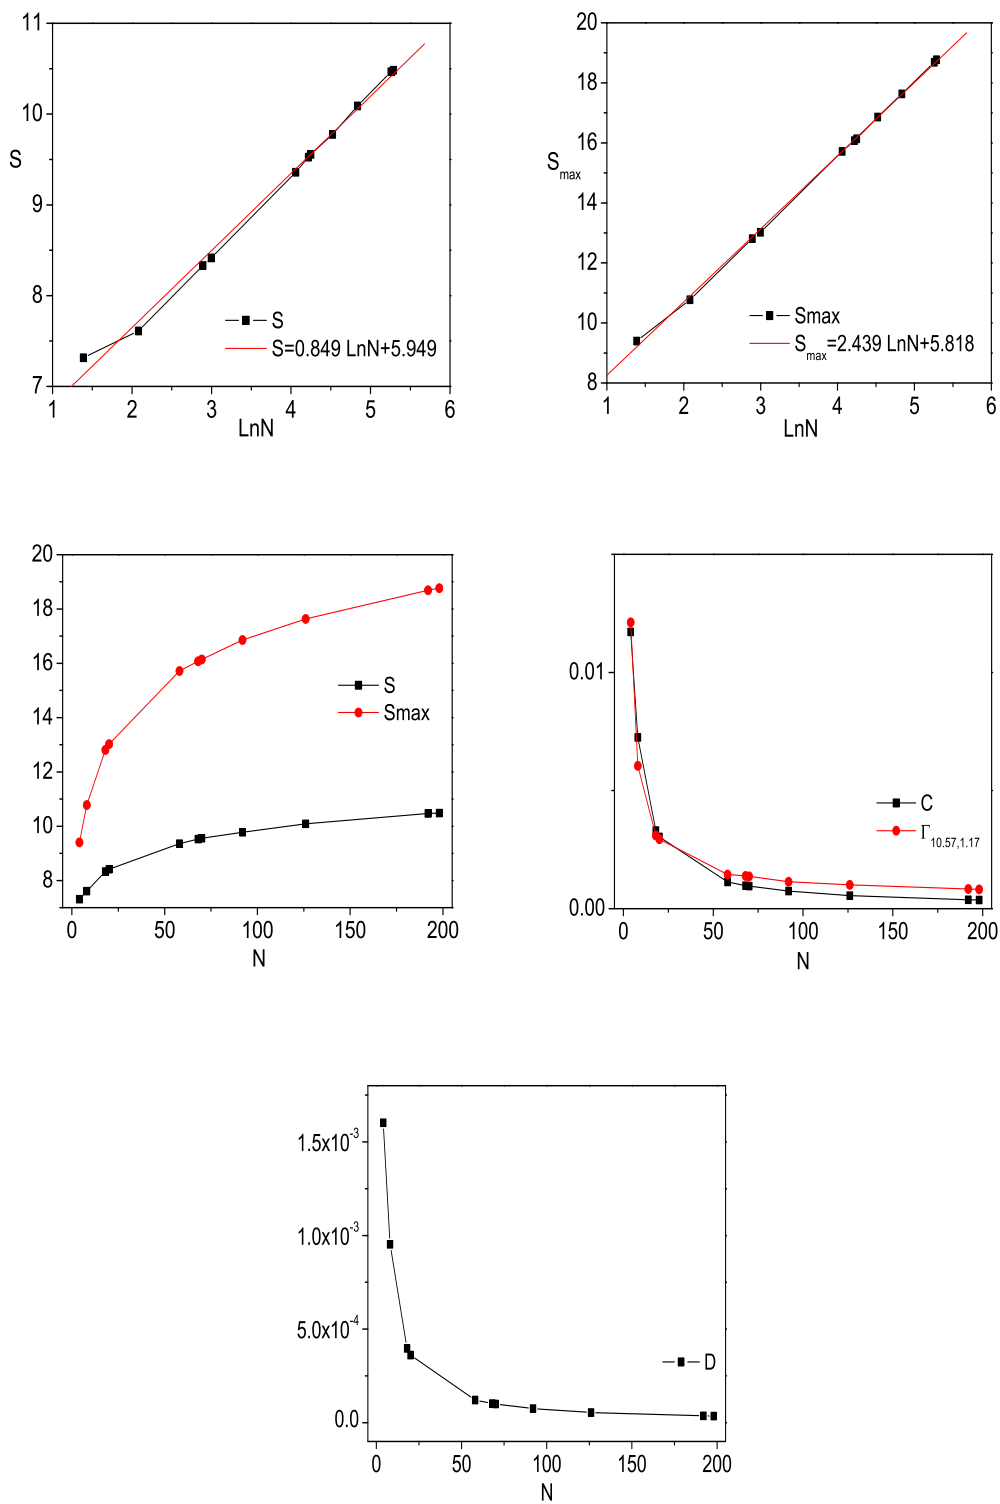 11
10
9
8
7
S
1
2
3
4
5
6
LnN
S
S=0.849 LnN+5.949
20
18
16
14
12
10
8
Smax
1
2
3
4
5
6
LnN
Smax
Smax=2.439 LnN+5.818
20
18
16
14
12
10
8
0
50
100
150
200
N
S
Smax
0.01
0.00
0
50
100
150
200
N
C
Γ10.57,1.17
1.5x10-3
1.0x10-3
5.0x10-4
0.0
0
50
100
150
200
N
D